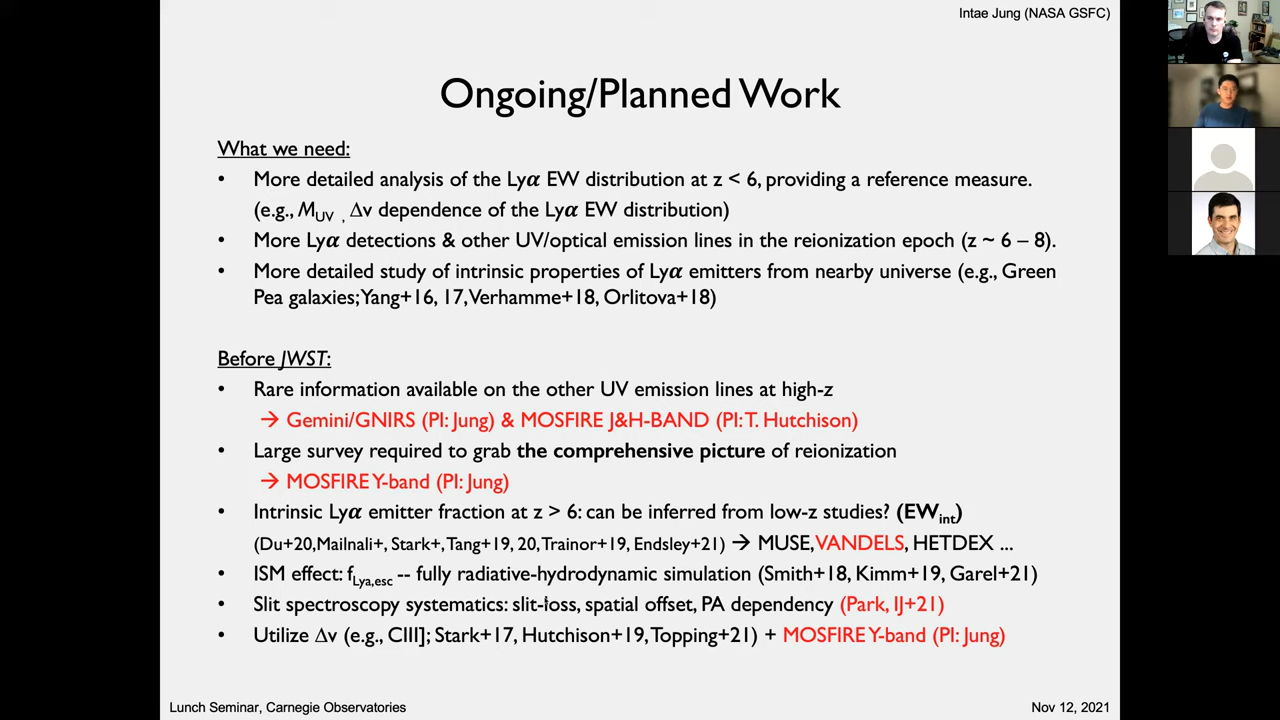 Intae Jung (NASA GSFC)
Ongoing/Planned Work
What we need:
• More detailed analysis of the Lyα EW distribution at z < 6, providing a reference measure.
(e.g., MUV , Δv dependence of the Lyα EW distribution)
• More Lyα detections & other UV/optical emission lines in the reionization epoch (z ~ 6 – 8).
• More detailed study of intrinsic properties of Lyα emitters from nearby universe (e.g., Green
Pea galaxies; Yang+16, 17, Verhamme+18, Orlitova+18)
Before JWST:
• Rare information available on the other UV emission lines at high-z
→ Gemini/GNIRS (PI: Jung) & MOSFIRE J&H-BAND (PI: T. Hutchison)
• Large survey required to grab the comprehensive picture of reionization
→ MOSFIRE Y-band (PI: Jung)
• Intrinsic Lyα emitter fraction at z > 6: can be inferred from low-z studies? (EWint)
(Du+20, Mailnali+, Stark+, Tang+19, 20, Trainor+19, Endsley+21) → MUSE, VANDELS, HETDEX ...
• ISM effect: fLya,esc -- fully radiative-hydrodynamic simulation (Smith+18, Kimm+19, Garel+21)
• Slit spectroscopy systematics: slit-loss, spatial offset, PA dependency (Park, IJ+21)
• Utilize Δv (e.g., CIII]; Stark+17, Hutchison+19, Topping+21) + MOSFIRE Y-band (PI: Jung)
Lunch Seminar, Carnegie Observatories
Nov 12, 2021